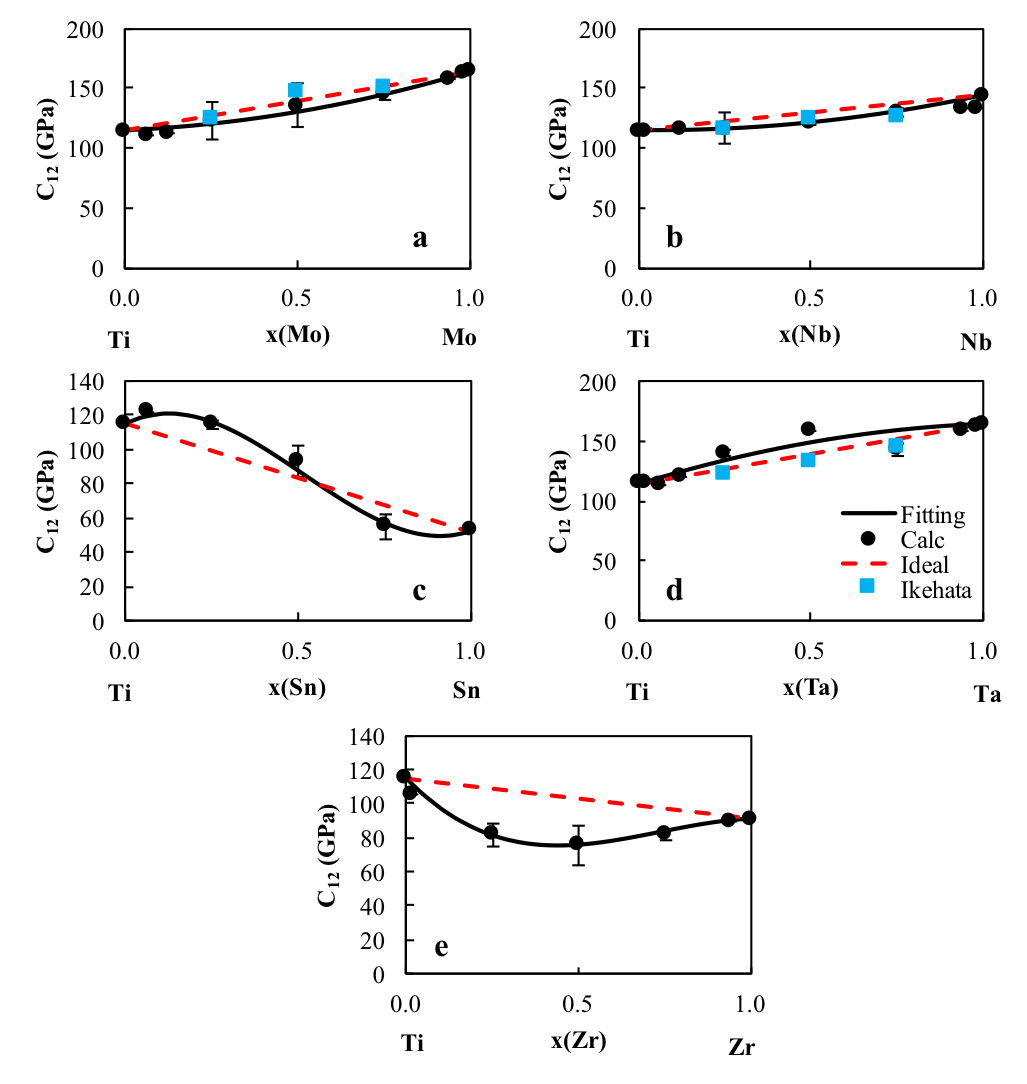 200
150
100
50
0
C12 (GPa)
a
0.0 0.5 1.0
Ti x(Mo) Mo
200
150
100
50
0
C12 (GPa)
b
0.0 0.5 1.0
Ti x(Nb) Nb
140
120
100
80
60
40
20
0
C12 (GPa)
c
0.0 0.5 1.0
Ti x(Sn) Sn
200
150
100
50
0
C12 (GPa)
Fitting
Calc
Ideal
Ikehata
d
0.0 0.5 1.0
Ti x(Ta) Ta
140
120
100
80
60
40
20
0
C12 (GPa)
e
0.0 0.5 1.0
Ti x(Zr) Zr